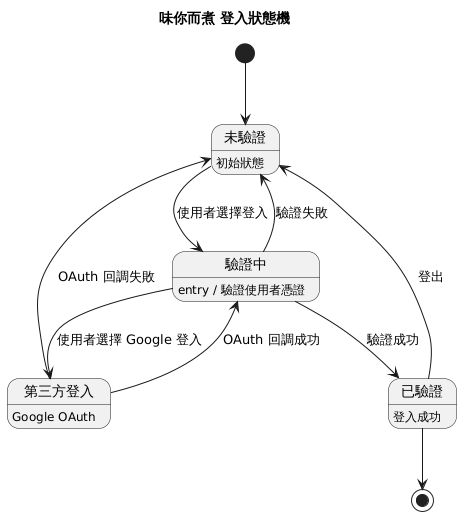 味你而煮 登入狀態機
未驗證
初始狀態
使用者選擇登入
驗證失敗
驗證中
entry / 驗證使用者憑證
OAuth 回調失敗
登出
使用者選擇 Google 登入
OAuth 回調成功
驗證成功
第三方登入
Google OAuth
已驗證
登入成功